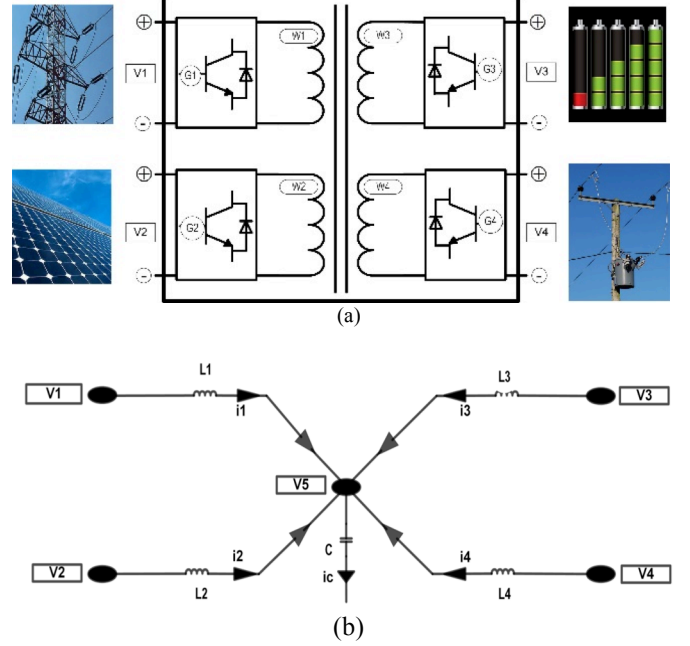 ⊕ W1 W3 ⊕
V1 G1 G3 V3
⊖ ⊖
⊕ W2 W4 ⊕
V2 G2 G4 V4
⊖ ⊖
(a)
L1 L3
V1 V3
i1 i3
V5
C
i2 i4
V2 ic V4
L2 L4
(b)